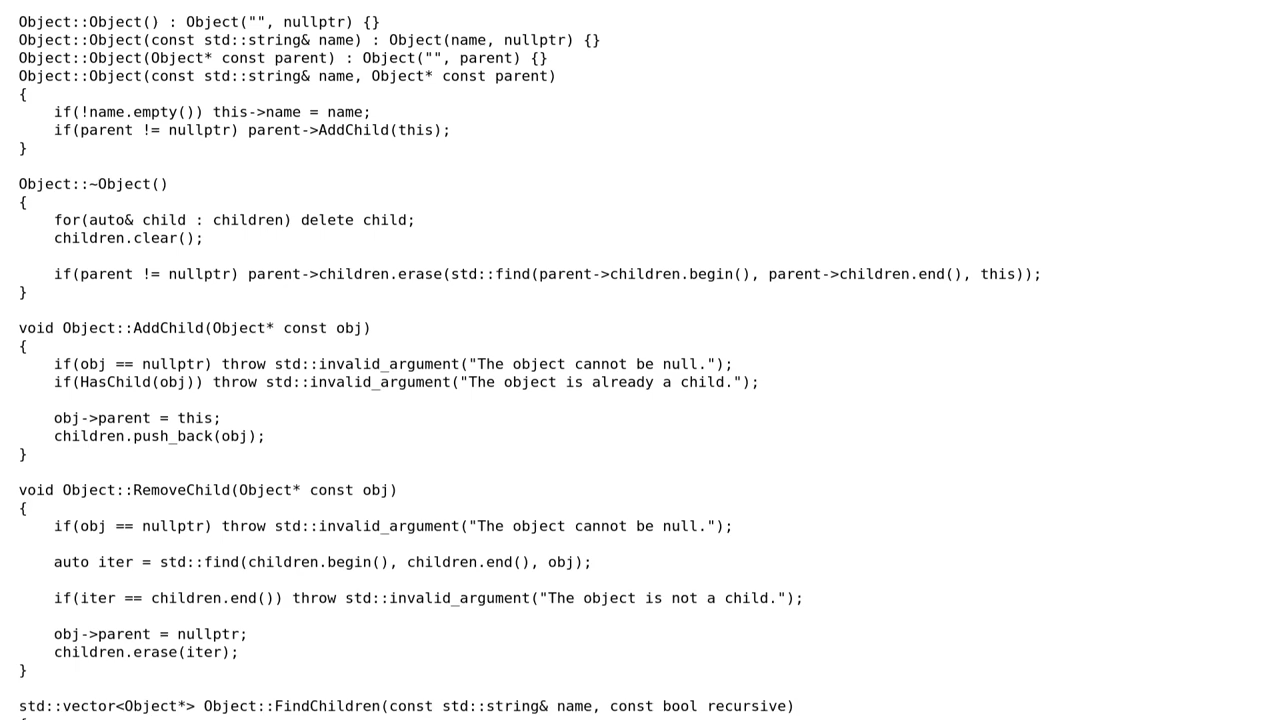 Object::Object() : Object("", nullptr) {}
Object::Object(const std::string& name) : Object(name, nullptr) {}
Object::Object(Object* const parent) : Object("", parent) {}
Object::Object(const std::string& name, Object* const parent)
{
    if(!name.empty()) this->name = name;
    if(parent != nullptr) parent->AddChild(this);
}

Object::~Object()
{
    for(auto& child : children) delete child;
    children.clear();

    if(parent != nullptr) parent->children.erase(std::find(parent->children.begin(), parent->children.end(), this));
}

void Object::AddChild(Object* const obj)
{
    if(obj == nullptr) throw std::invalid_argument("The object cannot be null.");
    if(HasChild(obj)) throw std::invalid_argument("The object is already a child.");

    obj->parent = this;
    children.push_back(obj);
}

void Object::RemoveChild(Object* const obj)
{
    if(obj == nullptr) throw std::invalid_argument("The object cannot be null.");

    auto iter = std::find(children.begin(), children.end(), obj);

    if(iter == children.end()) throw std::invalid_argument("The object is not a child.");

    obj->parent = nullptr;
    children.erase(iter);
}

std::vector<Object*> Object::FindChildren(const std::string& name, const bool recursive)